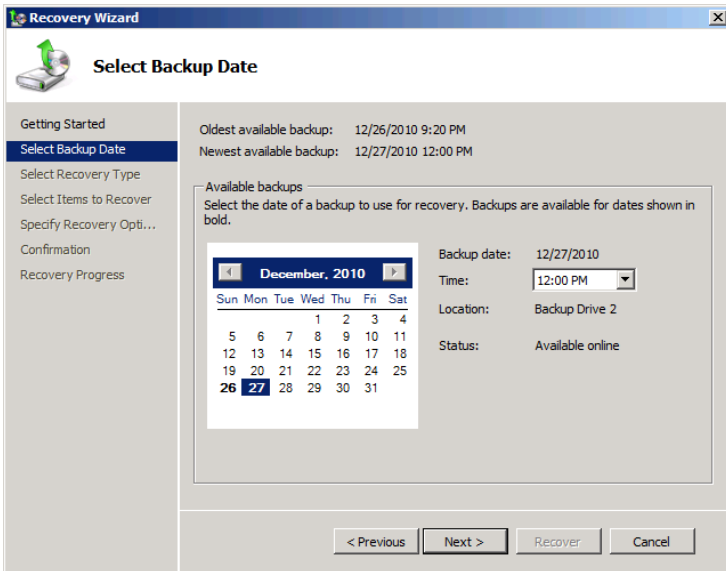 Recovery Wizard
Select Backup Date
Getting Started
Select Backup Date
Select Recovery Type
Select Items to Recover
Specify Recovery Opti...
Confirmation
Recovery Progress
Oldest available backup: 12/26/2010 9:20 PM
Newest available backup: 12/27/2010 12:00 PM
Available backups
Select the date of a backup to use for recovery. Backups are available for dates shown in
bold.
December, 2010
Sun Mon Tue Wed Thu Fri Sat
1 2 3 4
5 6 7 8 9 10 11
12 13 14 15 16 17 18
19 20 21 22 23 24 25
26 27 28 29 30 31
Backup date: 12/27/2010
Time: 12:00 PM
Location: Backup Drive 2
Status: Available online
< Previous Next > Recover Cancel